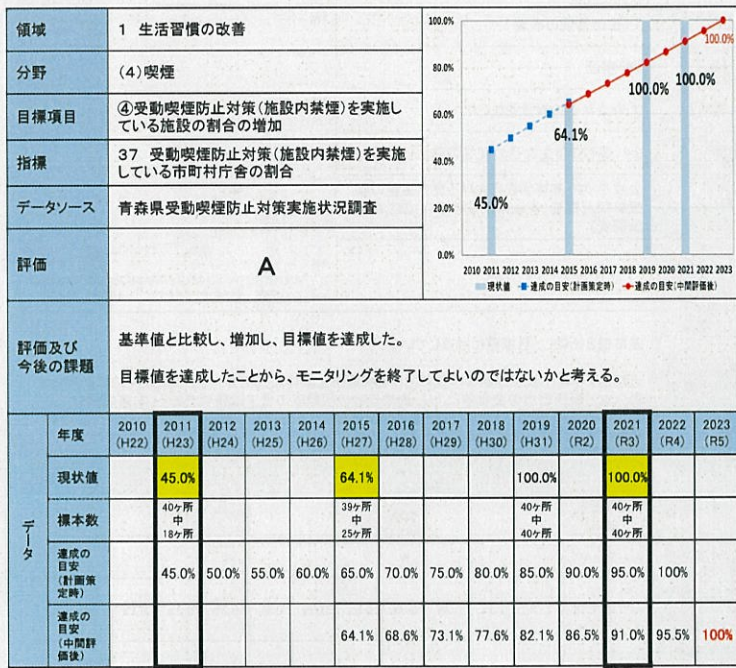 領域
1 生活習慣の改善
分野
(4)喫煙
目標項目
④受動喫煙防止対策(施設内禁煙)を実施し
ている施設の割合の増加
指標
37 受動喫煙防止対策(施設内禁煙)を実施
している市町村庁舎の割合
データソース
青森県受動喫煙防止対策実施状況調査
評価
A
100.0%
80.0%
60.0%
40.0%
20.0%
0.0%
45.0%
64.1%
100.0%
100.0%
100.0%
2010 2011 2012 2013 2014 2015 2016 2017 2018 2019 2020 2021 2022 2023
現状値 達成の目安(計画策定時) 達成の目安(中間評価後)
評価及び
今後の課題
基準値と比較し、増加し、目標値を達成した。
目標値を達成したことから、モニタリングを終了してよいのではないかと考える。
データ
年度 2010 2011 2012 2013 2014 2015 2016 2017 2018 2019 2020 2021 2022 2023
(H22) (H23) (H24) (H25) (H26) (H27) (H28) (H29) (H30) (H31) (R2) (R3) (R4) (R5)
現状値 45.0% 64.1% 100.0% 100.0%
標本数
40ヶ所 39ヶ所 40ヶ所 40ヶ所
中 中 中 中
18ヶ所 25ヶ所 40ヶ所 40ヶ所
達成の
目安
(計画策
定時)
45.0% 50.0% 55.0% 60.0% 65.0% 70.0% 75.0% 80.0% 85.0% 90.0% 95.0% 100%
達成の
目安
(中間評
価後)
64.1% 68.6% 73.1% 77.6% 82.1% 86.5% 91.0% 95.5% 100%